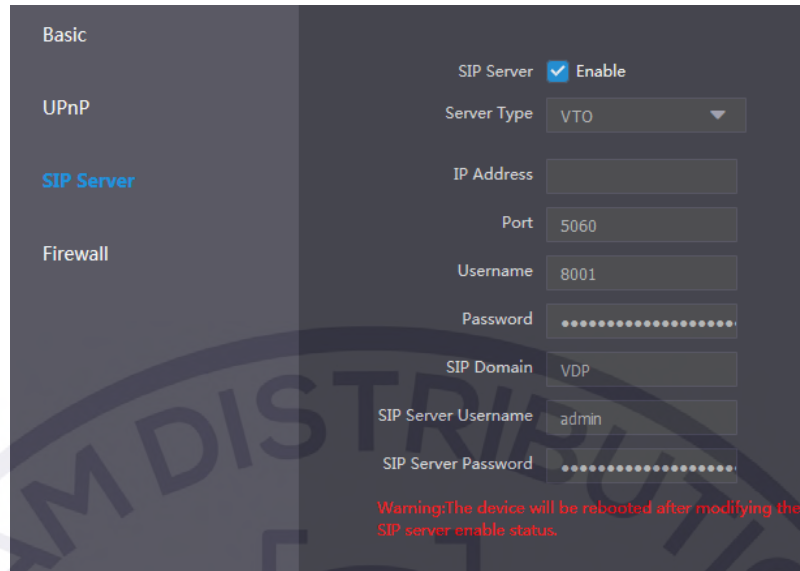 Basic
UPnP
SIP Server
Firewall
SIP Server Enable
Server Type VTO
IP Address
Port 5060
Username 8001
Password ●●●●●●●●●●●●●●●●●●●
SIP Domain VDP
SIP Server Username admin
SIP Server Password ●●●●●●●●●●●●●●●●●●●
Warning:The device will be rebooted after modifying the
SIP server enable status.
AM DISTRIBUTIO